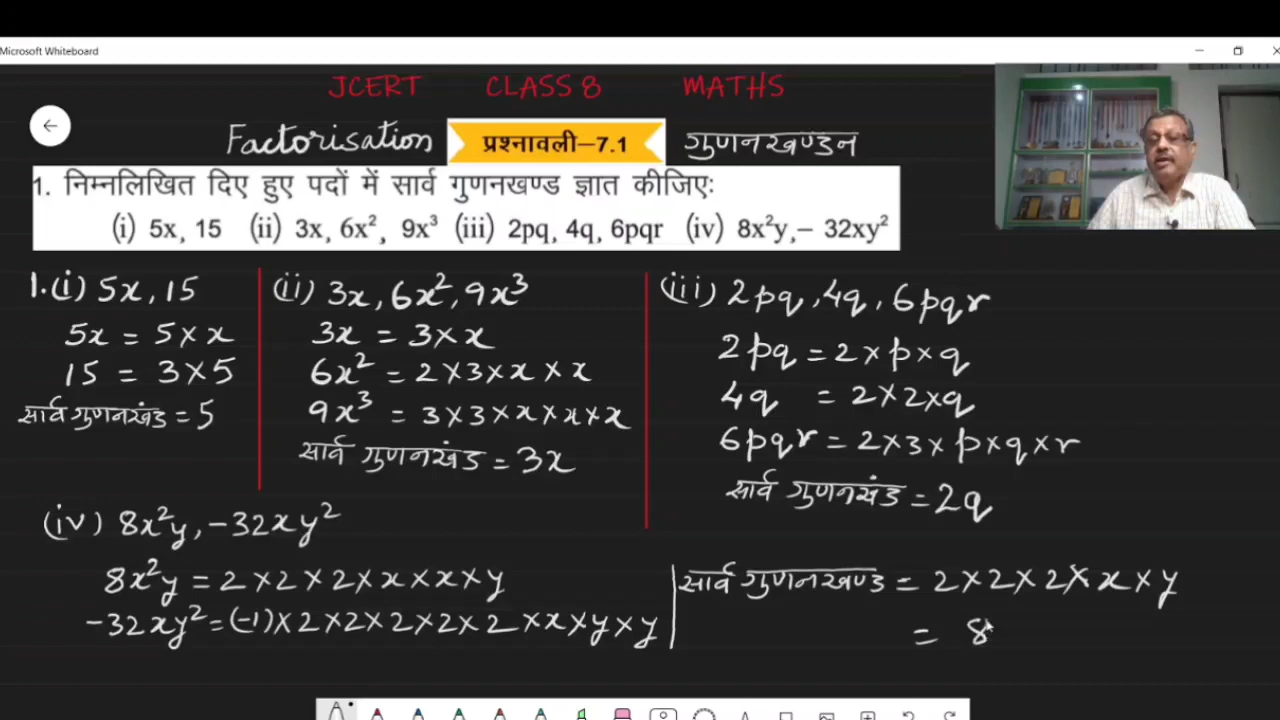 Microsoft Whiteboard
JCERT CLASS 8 MATHS
Factorisation प्रश्नावली–7.1 गुणनखण्डन
1. निम्नलिखित दिए हुए पदों में सार्व गुणनखण्ड ज्ञात कीजिए:
(i) 5x, 15 (ii) 3x, 6x², 9x³ (iii) 2pq, 4q, 6pqr (iv) 8x²y,– 32xy²
1.(i) 5x, 15
5x = 5 × x
15 = 3 × 5
सार्व गुणनखंड = 5
(ii) 3x, 6x², 9x³
3x = 3 × x
6x² = 2 × 3 × x × x
9x³ = 3 × 3 × x × x × x
सार्व गुणनखंड = 3x
(iii) 2pq, 4q, 6pqr
2pq = 2 × p × q
4q = 2 × 2 × q
6pqr = 2 × 3 × p × q × r
सार्व गुणनखंड = 2q
(iv) 8x²y, -32xy²
8x²y = 2 × 2 × 2 × x × x × y
-32xy² = (-1) × 2 × 2 × 2 × 2 × 2 × x × y × y
सार्व गुणनखण्ड = 2 × 2 × 2 × x × y
= 8